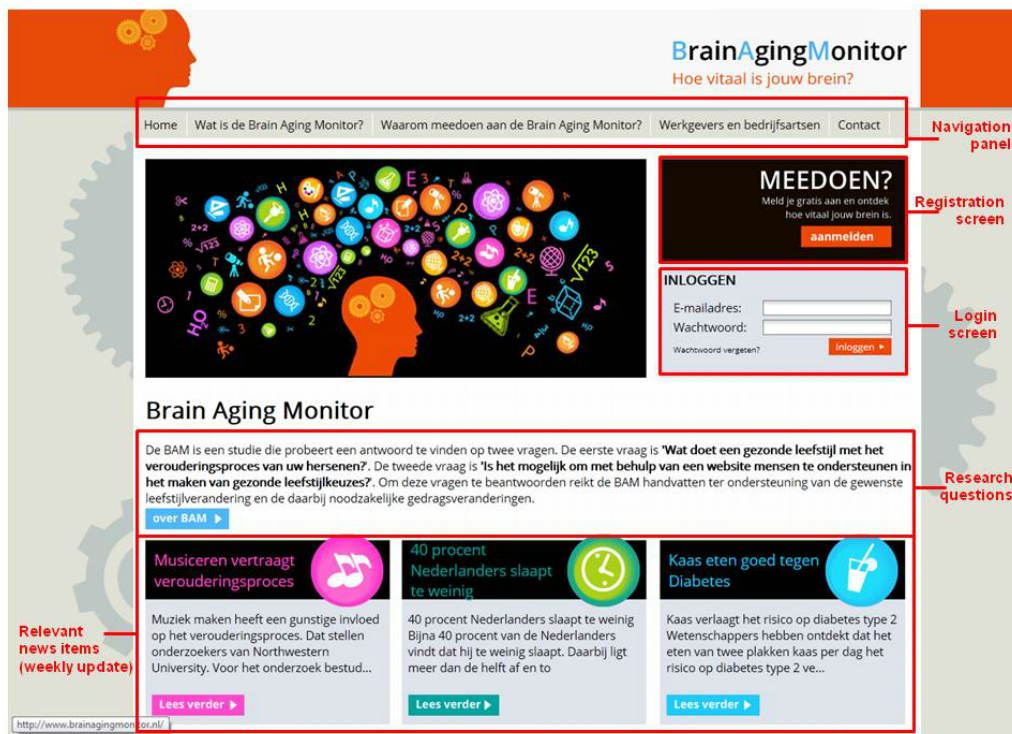 BrainAgingMonitor
Hoe vitaal is jouw brein?
Home Wat is de Brain Aging Monitor? Waarom meedoen aan de Brain Aging Monitor? Werkgevers en bedrijfsartsen Contact
Navigation
panel
MEEDOEN?
Meld je gratis aan en ontdek
hoe vitaal jouw brein is.
aanmelden
Registration
screen
INLOGGEN
E-mailadres:
Wachtwoord:
Wachtwoord vergeten?
Inloggen
Login
screen
Brain Aging Monitor
De BAM is een studie die probeert een antwoord te vinden op twee vragen. De eerste vraag is 'Wat doet een gezonde leefstijl met het
verouderingsproces van uw hersenen?'. De tweede vraag is 'Is het mogelijk om met behulp van een website mensen te ondersteunen in
het maken van gezonde leefstijlkeuzes?'. Om deze vragen te beantwoorden reikt de BAM handvatten ter ondersteuning van de gewenste
leefstijlverandering en de daarbij noodzakelijke gedragsveranderingen.
over BAM
Research
questions
Musiceren vertraagt
verouderingsproces
Muziek maken heeft een gunstige invloed
op het verouderingsproces. Dat stellen
onderzoekers van Northwestern
University. Voor het onderzoek bestud...
Lees verder
40 procent
Nederlanders slaapt
te weinig
40 procent Nederlanders slaapt te weinig
Bijna 40 procent van de Nederlanders
vindt dat hij te weinig slaapt. Daarbij ligt
meer dan de helft af en to
Lees verder
Kaas eten goed tegen
Diabetes
Kaas verlaagt het risico op diabetes type 2
Wetenschappers hebben ontdekt dat het
eten van twee plakken kaas per dag het
risico op diabetes type 2 ve...
Lees verder
Relevant
news items
(weekly update)
http://www.brainagingmonitor.nl/